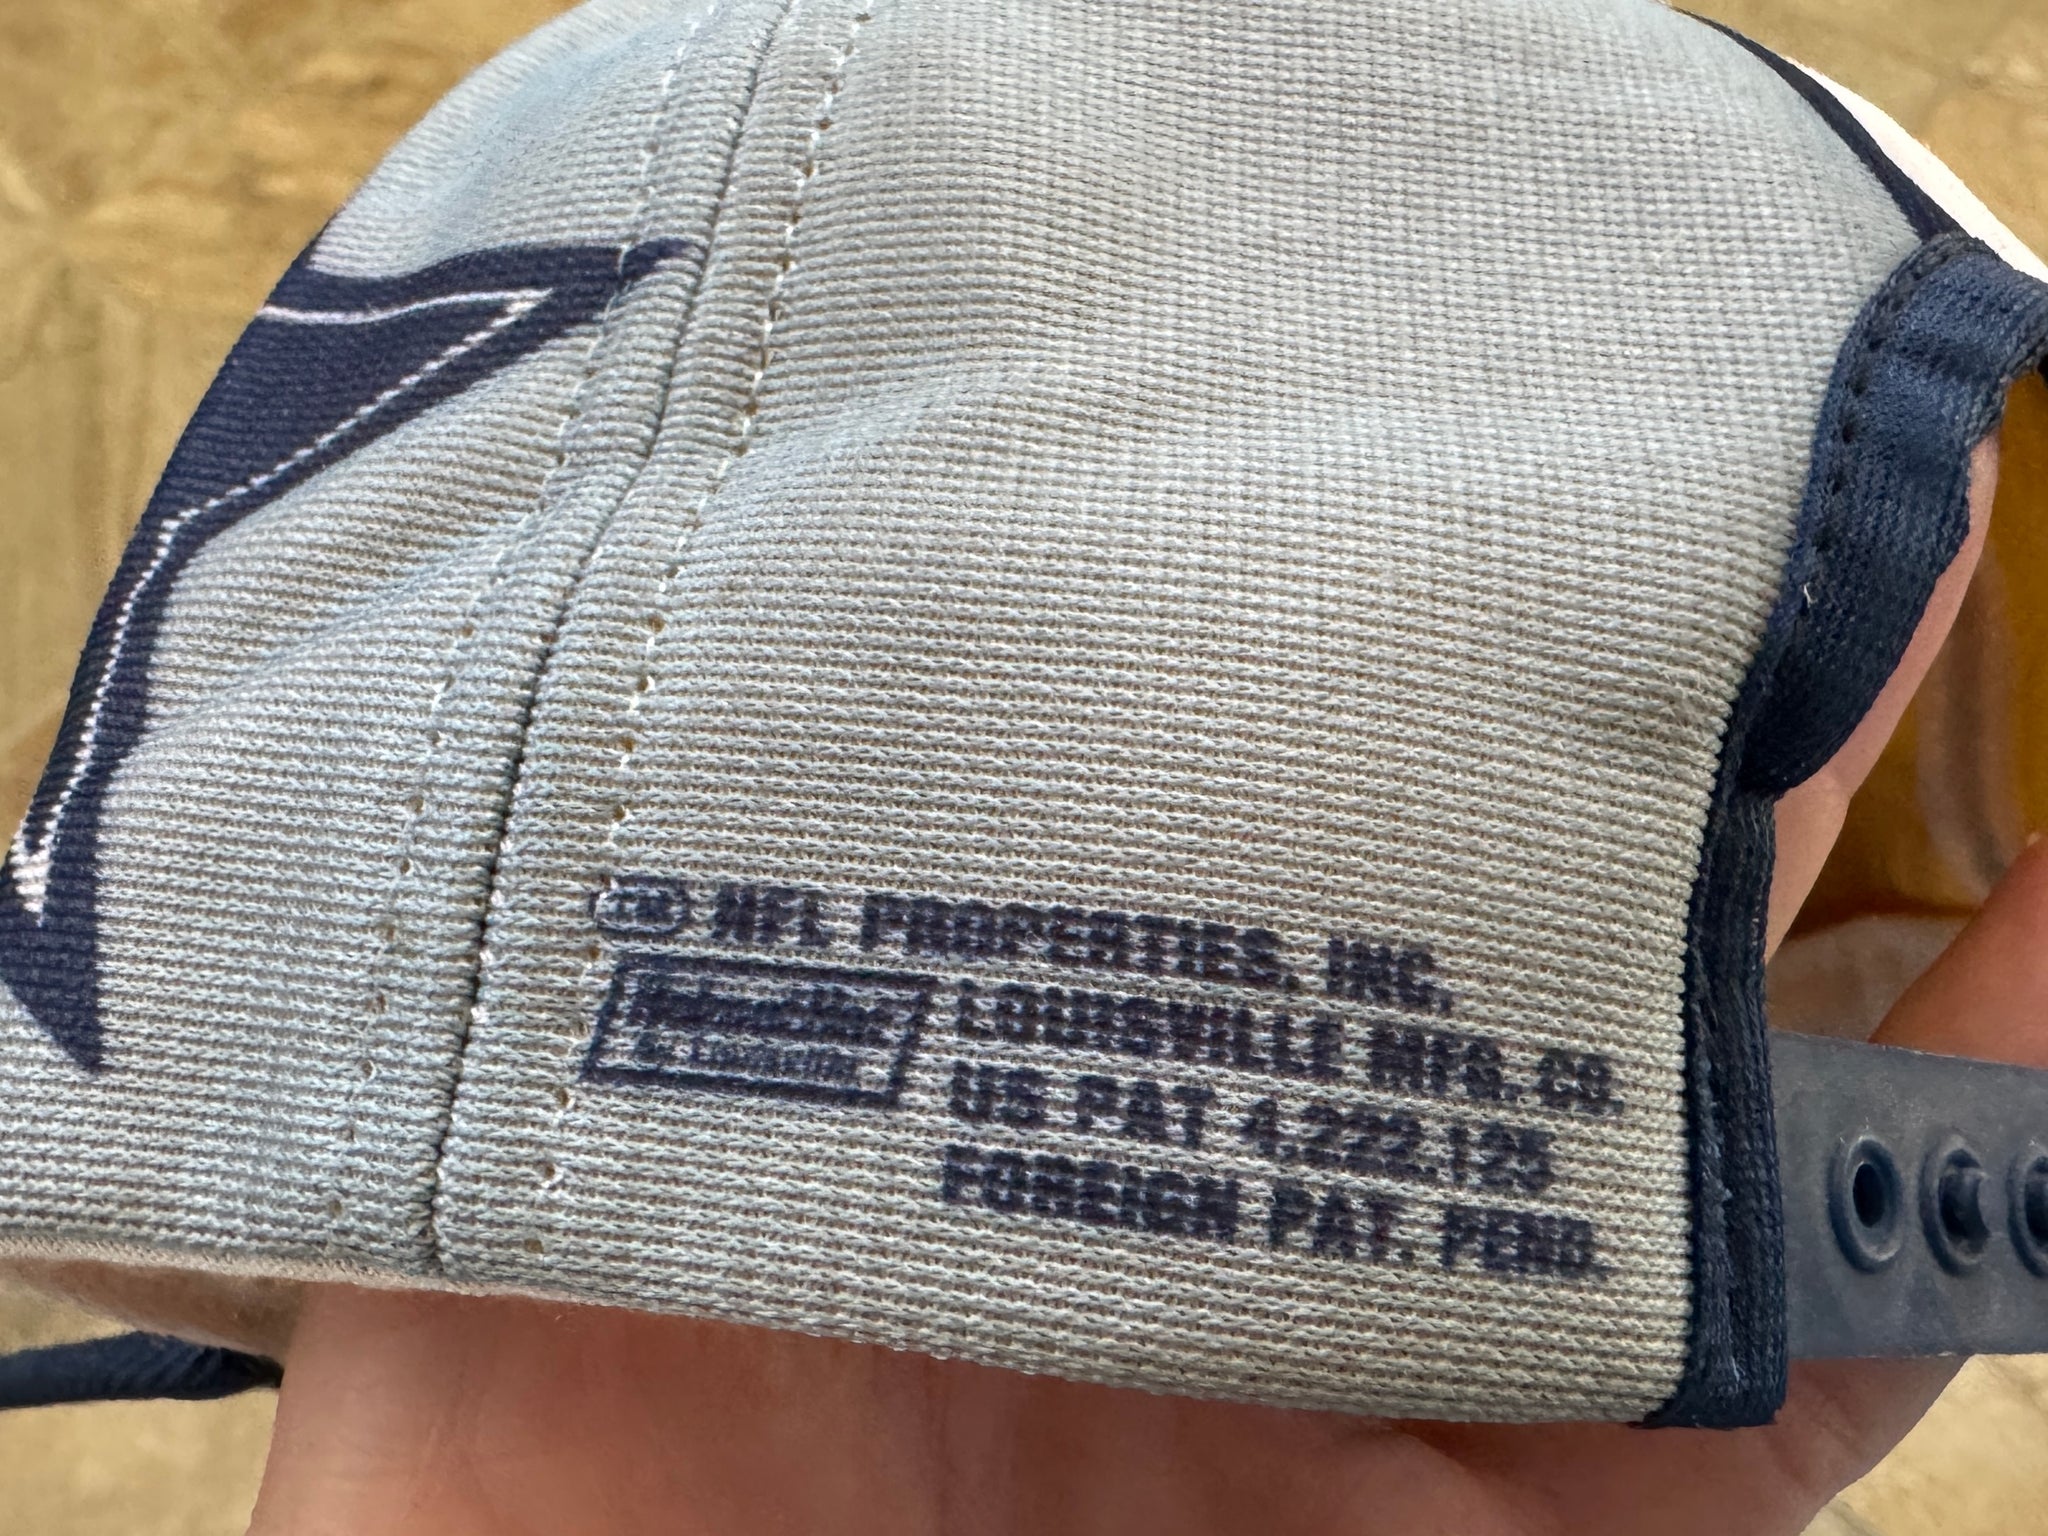 NFL PROPERTIES, INC.
LOUISVILLE MFG. CO.
US PAT 4,222,125
FOREIGN PAT. PEND.